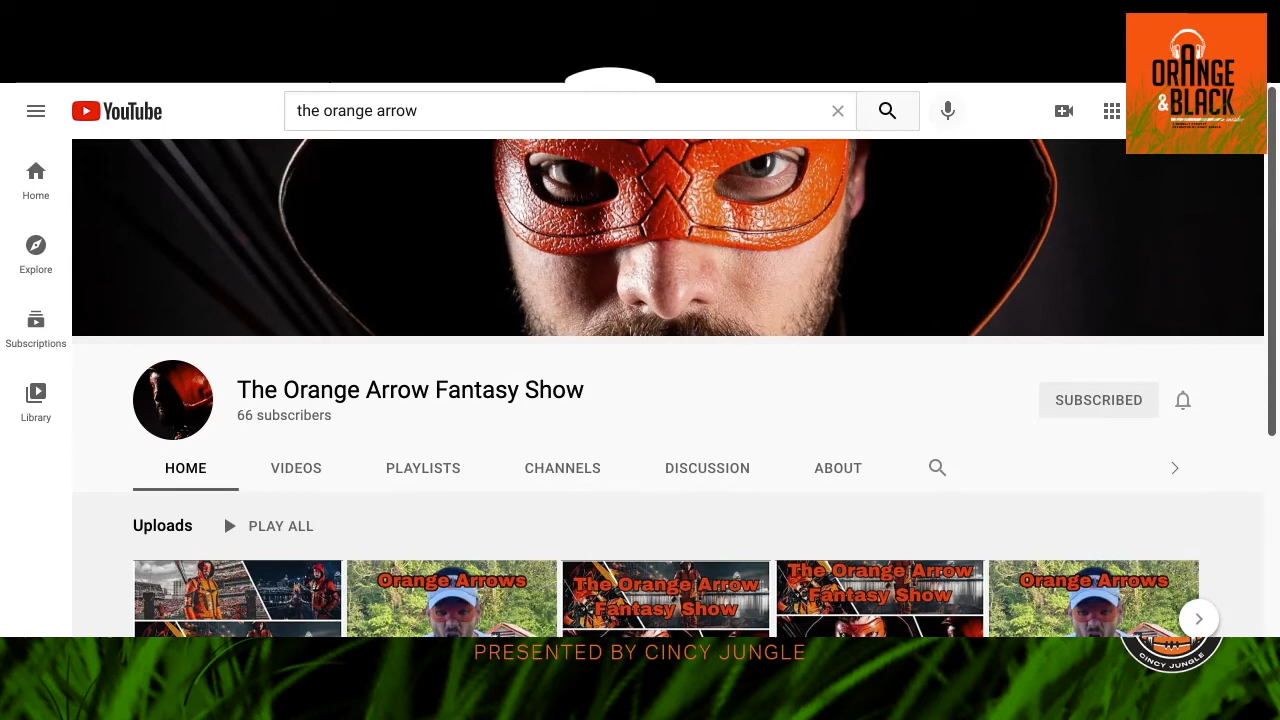 ORANGE
& BLACK
YouTube
the orange arrow
Home
Explore
Subscriptions
Library
The Orange Arrow Fantasy Show
66 subscribers
SUBSCRIBED
HOME
VIDEOS
PLAYLISTS
CHANNELS
DISCUSSION
ABOUT
Uploads
PLAY ALL
Orange Arrows
The Orange Arrow
Fantasy Show
The Orange Arrow
Fantasy Show
Orange Arrows
PRESENTED BY CINCY JUNGLE
CINCY JUNGLE